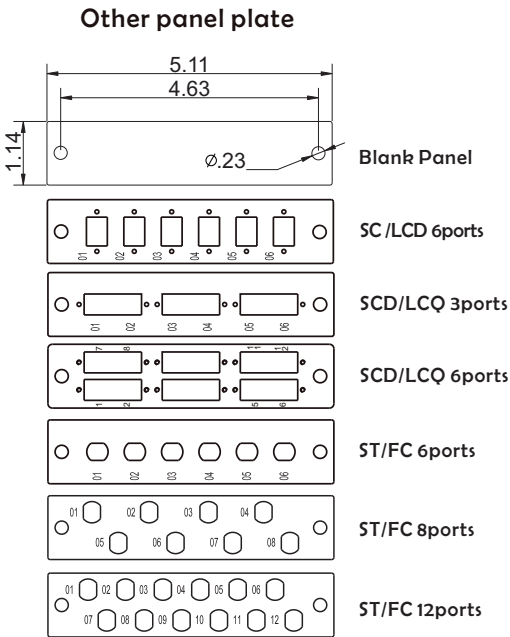 Other panel plate
5.11
4.63
1.14
Ø.23
Blank Panel
01 02 03 04 05 06
SC/LCD 6ports
01 02 03 04 05 06
SCD/LCQ 3ports
7 8 11 12
1 2 5 6
SCD/LCQ 6ports
01 02 03 04 05 06
ST/FC 6ports
01 02 03 04
05 06 07 08
ST/FC 8ports
01 02 03 04 05 06
07 08 09 10 11 12
ST/FC 12ports